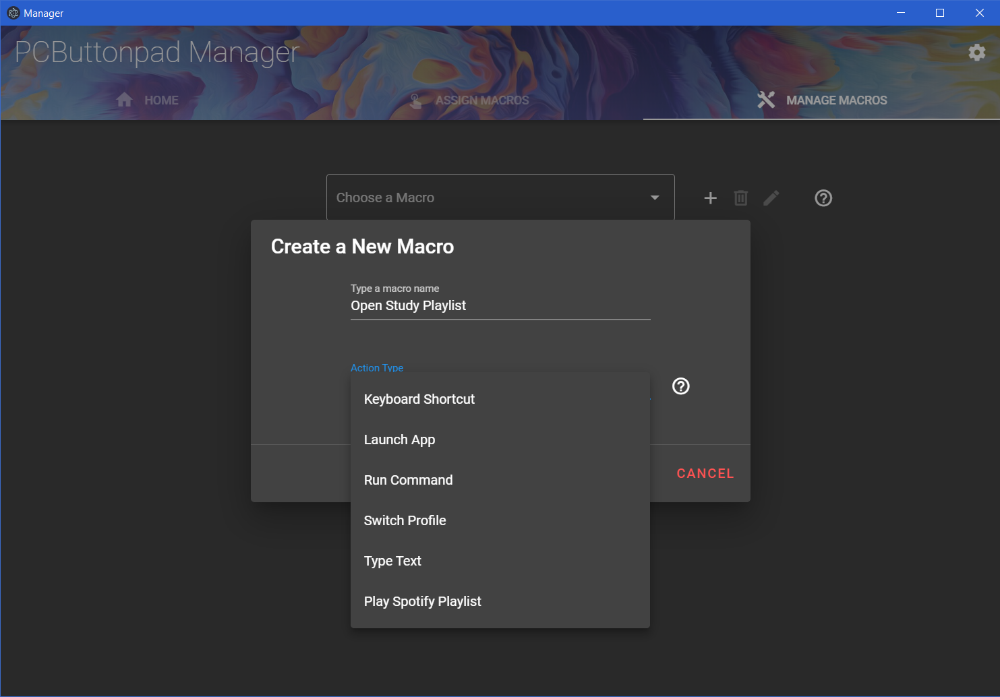 Manager
PCButtonpad Manager
HOME
ASSIGN MACROS
MANAGE MACROS
Choose a Macro
Create a New Macro
Type a macro name
Open Study Playlist
Action Type
Keyboard Shortcut
Launch App
Run Command
CANCEL
Switch Profile
Type Text
Play Spotify Playlist